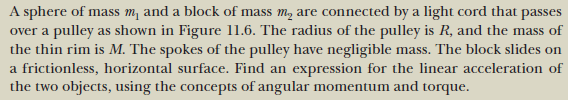 A sphere of mass m₁ and a block of mass m₂ are connected by a light cord that passes
over a pulley as shown in Figure 11.6. The radius of the pulley is R, and the mass of
the thin rim is M. The spokes of the pulley have negligible mass. The block slides on
a frictionless, horizontal surface. Find an expression for the linear acceleration of
the two objects, using the concepts of angular momentum and torque.